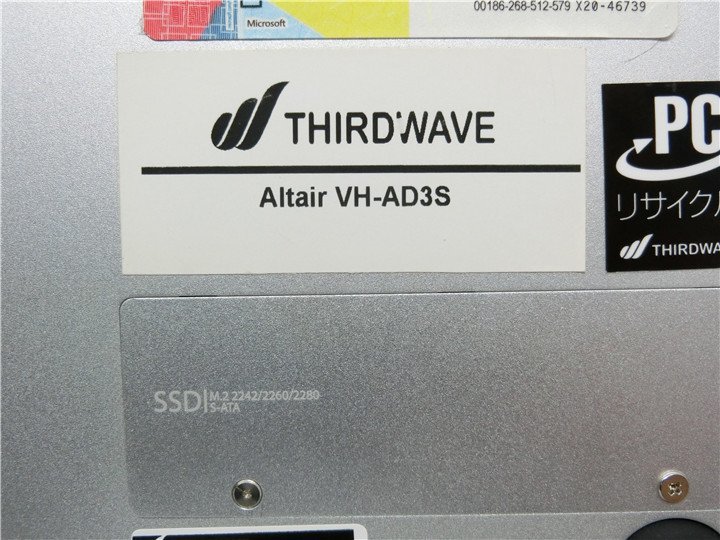 Microsoft
00186-268-512-579 X20-46739
THIRDWAVE
Altair VH-AD3S
PC
リサイクル
THIRDWA
SSD
M.2 2242/2260/2280
S-ATA